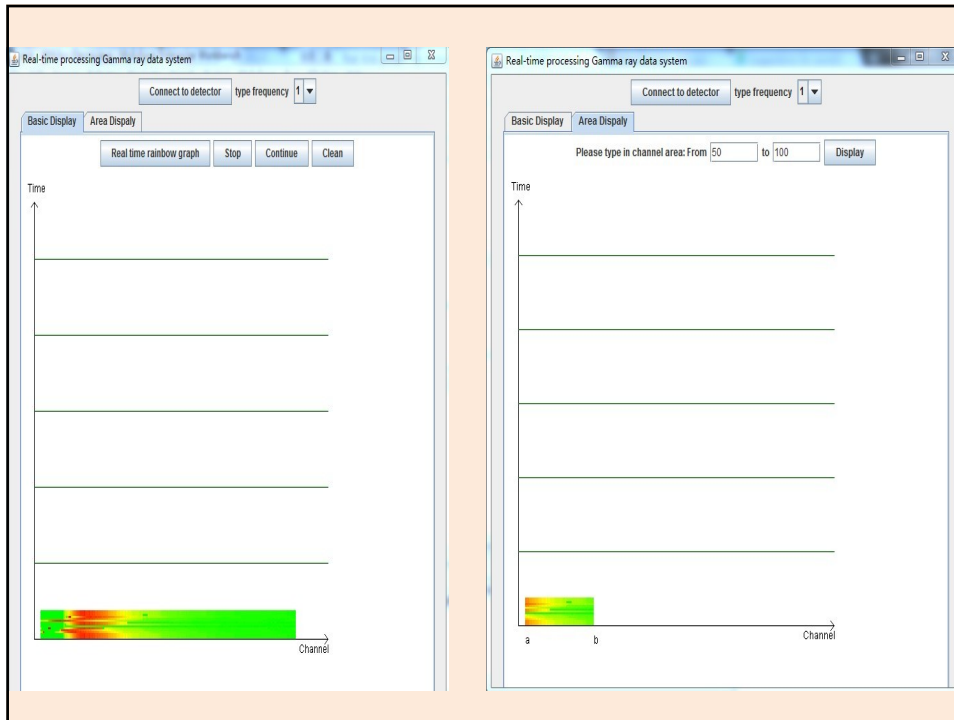 Real-time processing Gamma ray data system
Connect to detector type frequency 1
Basic Display Area Dispaly
Real time rainbow graph Stop Continue Clean
Time
Channel
Real-time processing Gamma ray data system
Connect to detector type frequency 1
Basic Display Area Dispaly
Please type in channel area: From 50 to 100 Display
Time
Channel
a b